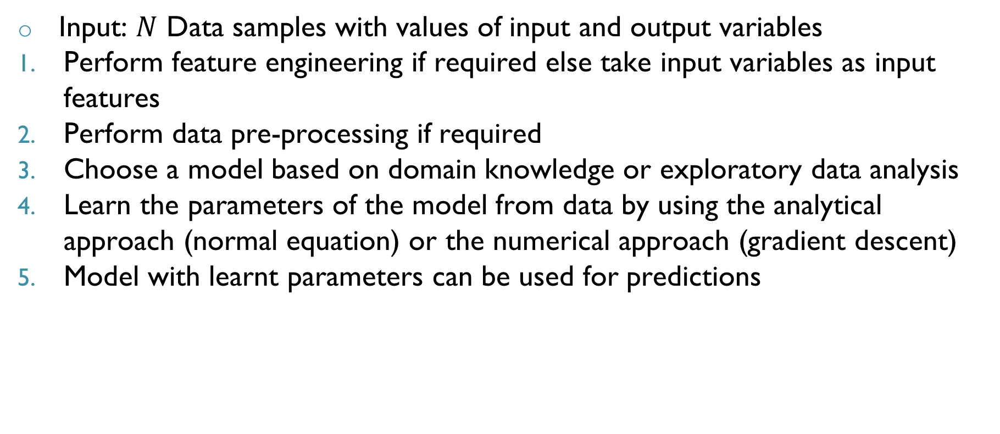 ○ Input: N Data samples with values of input and output variables
1. Perform feature engineering if required else take input variables as input
features
2. Perform data pre-processing if required
3. Choose a model based on domain knowledge or exploratory data analysis
4. Learn the parameters of the model from data by using the analytical
approach (normal equation) or the numerical approach (gradient descent)
5. Model with learnt parameters can be used for predictions